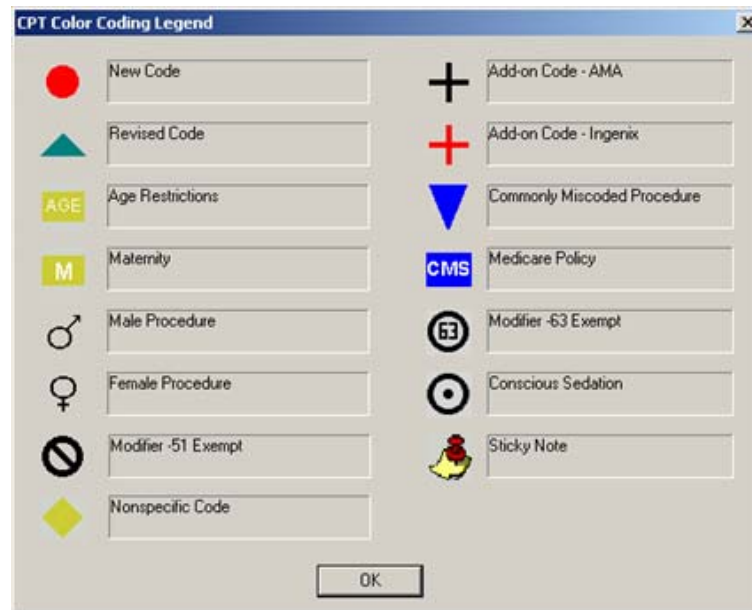 CPT Color Coding Legend
New Code
Revised Code
AGE Age Restrictions
M Maternity
Male Procedure
Female Procedure
Modifier -51 Exempt
Nonspecific Code
Add-on Code - AMA
Add-on Code - Ingenix
Commonly Miscoded Procedure
CMS Medicare Policy
63 Modifier -63 Exempt
Conscious Sedation
Sticky Note
OK